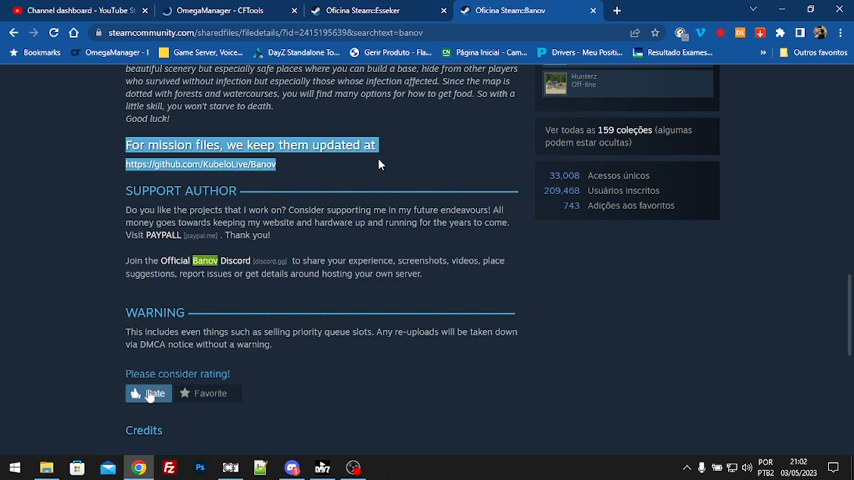 Channel dashboard - YouTube St
OmegaManager - CFTools
Oficina Steam::Esseker
Oficina Steam::Banov
steamcommunity.com/sharedfiles/filedetails/?id=2415195639&searchtext=banov
Bookmarks
OmegaManager - I
Game Server, Voice...
DayZ Standalone To...
Gerir Produto - Fla...
Página Inicial - Cam...
Drivers - Meu Positi...
Resultado Exames...
»
Outros favoritos
beautiful scenery but especially safe places where you can build a base, hide from other players
who survived without infection but especially those whose infection affected. Since the map is
dotted with forests and watercourses, you will find many options for how to get food. So with a
little skill, you won't starve to death.
Good luck!
For mission files, we keep them updated at
https://github.com/KubeloLive/Banov
SUPPORT AUTHOR
Do you like the projects that I work on? Consider supporting me in my future endeavours! All
money goes towards keeping my website and hardware up and running for the years to come.
Visit PAYPALL [paypal.me] . Thank you!
Join the Official Banov Discord [discord.gg] to share your experience, screenshots, videos, place
suggestions, report issues or get details around hosting your own server.
WARNING
This includes even things such as selling priority queue slots. Any re-uploads will be taken down
via DMCA notice without a warning.
Please consider rating!
Rate
Favorite
Credits
Hunterz
Off-line
Ver todas as 159 coleções (algumas
podem estar ocultas)
33,008 Acessos únicos
209,468 Usuários inscritos
743 Adições aos favoritos
POR
PTB2
21:02
03/05/2023